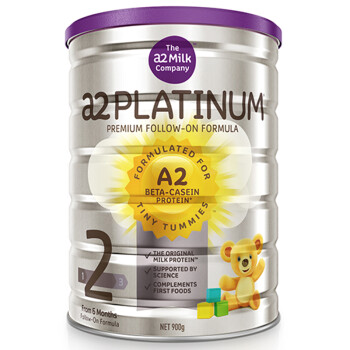 The
a2 Milk
Company
a2 PLATINUM
PREMIUM FOLLOW-ON FORMULA
FORMULATED FOR
A2
BETA-CASEIN
PROTEIN*
TINY TUMMIES
2
THE ORIGINAL
MILK PROTEIN™
SUPPORTED BY
SCIENCE
COMPLEMENTS
FIRST FOODS
From 6 Months
Follow-On Formula
NET 900g